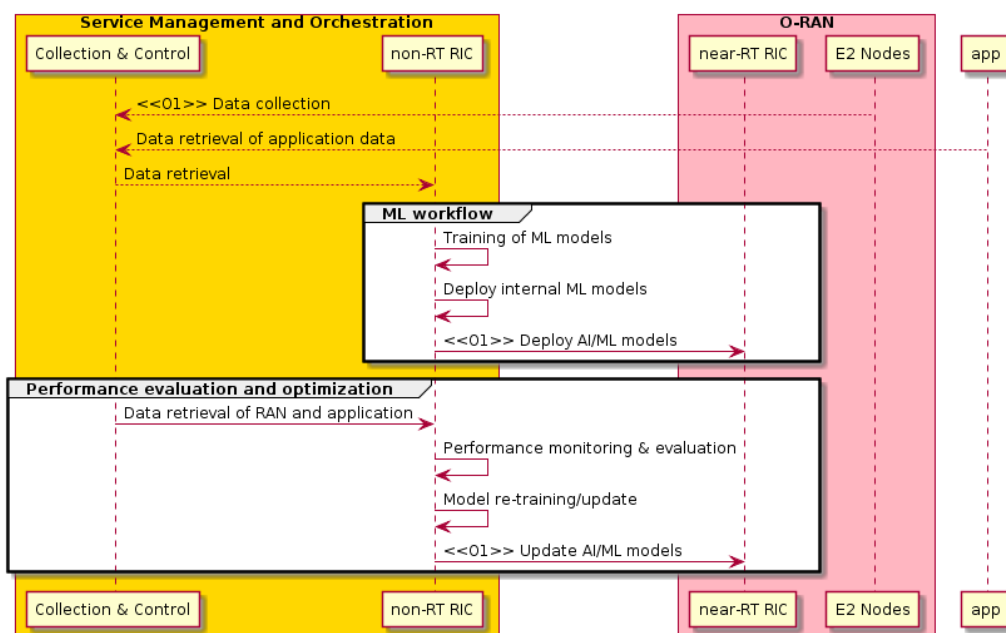 Service Management and Orchestration
O-RAN
Collection & Control
non-RT RIC
near-RT RIC
E2 Nodes
app
<<O1>> Data collection
Data retrieval of application data
Data retrieval
ML workflow
Training of ML models
Deploy internal ML models
<<O1>> Deploy AI/ML models
Performance evaluation and optimization
Data retrieval of RAN and application
Performance monitoring & evaluation
Model re-training/update
<<O1>> Update AI/ML models
Collection & Control
non-RT RIC
near-RT RIC
E2 Nodes
app